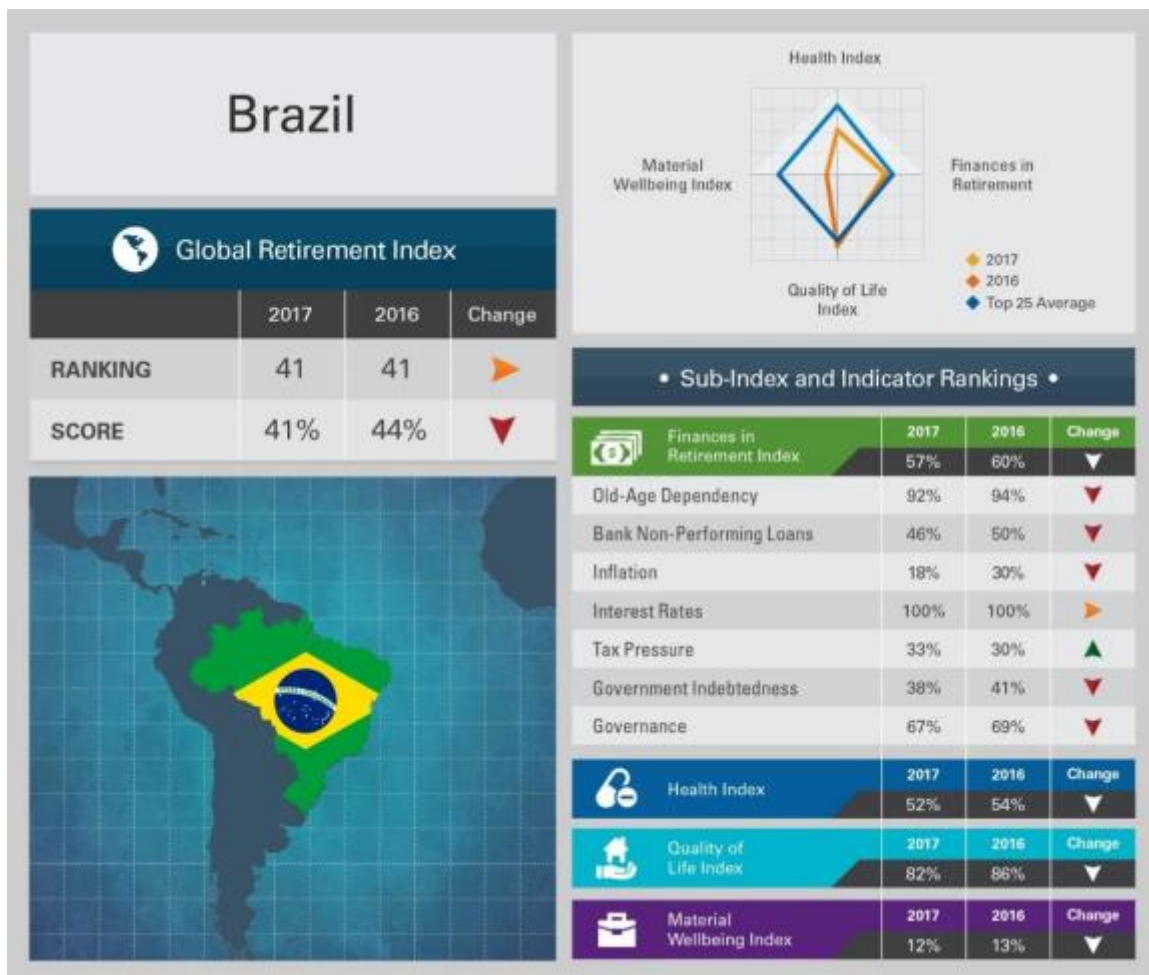 Brazil
Global Retirement Index
2017 2016 Change
RANKING 41 41
SCORE 41% 44%
Health Index
Material
Wellbeing Index
Finances in
Retirement
Quality of Life
Index
2017
2016
Top 25 Average
• Sub-Index and Indicator Rankings •
Finances in
Retirement Index
2017 2016 Change
57% 60%
Old-Age Dependency 92% 94%
Bank Non-Performing Loans 46% 50%
Inflation 18% 30%
Interest Rates 100% 100%
Tax Pressure 33% 30%
Government Indebtedness 38% 41%
Governance 67% 69%
Health Index
2017 2016 Change
52% 54%
Quality of
Life Index
2017 2016 Change
82% 86%
Material
Wellbeing Index
2017 2016 Change
12% 13%